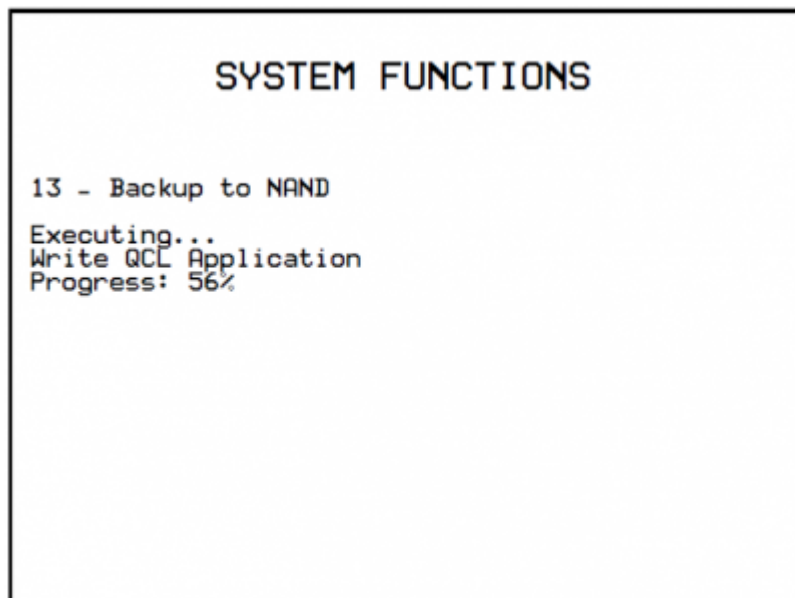 SYSTEM FUNCTIONS
13 - Backup to NAND
Executing...
Write QCL Application
Progress: 56%